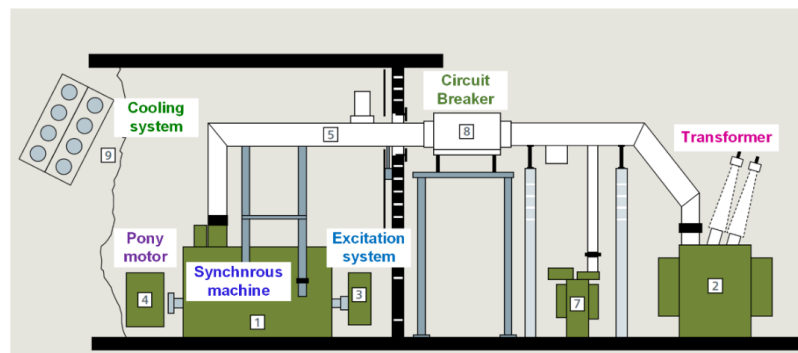 Circuit
Breaker
Cooling
system
5
8
Transformer
9
Pony
motor
Excitation
system
Synchnrous
machine
4
3
2
7
1